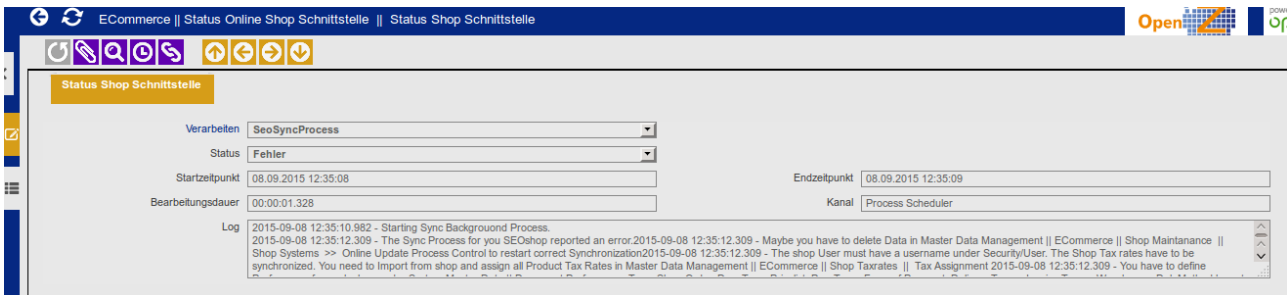 ECommerce || Status Online Shop Schnittstelle || Status Shop Schnittstelle
OpenZ
Status Shop Schnittstelle
Verarbeiten SeoSyncProcess
Status Fehler
Startzeitpunkt 08.09.2015 12:35:08 Endzeitpunkt 08.09.2015 12:35:09
Bearbeitungsdauer 00:00:01.328 Kanal Process Scheduler
Log 2015-09-08 12:35:10.982 - Starting Sync Backgrouond Process.
2015-09-08 12:35:12.309 - The Sync Process for you SEOshop reported an error.2015-09-08 12:35:12.309 - Maybe you have to delete Data in Master Data Management || ECommerce || Shop Maintanance ||
Shop Systems >> Online Update Process Control to restart correct Synchronization2015-09-08 12:35:12.309 - The shop User must have a username under Security/User. The Shop Tax rates have to be
synchronized. You need to Import from shop and assign all Product Tax Rates in Master Data Management || ECommerce || Shop Taxrates || Tax Assignment 2015-09-08 12:35:12.309 - You have to define